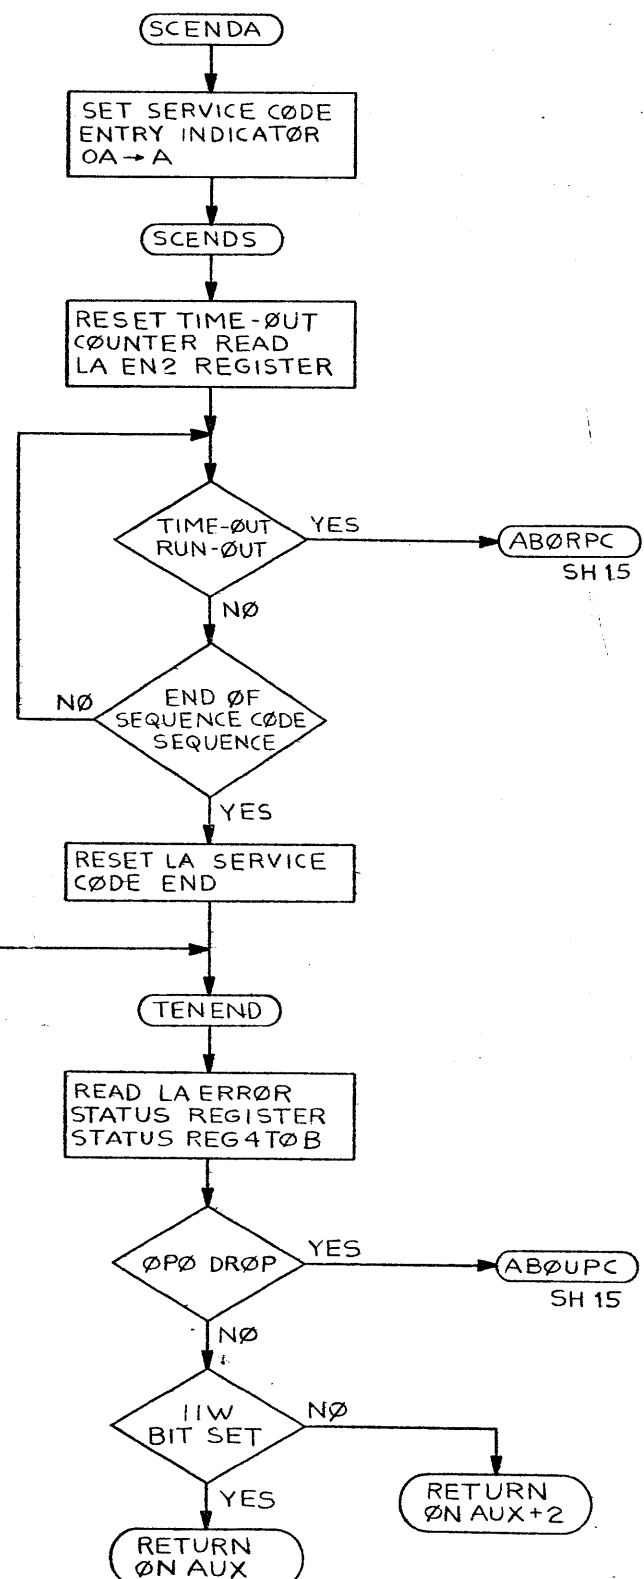 SCENDA
SET SERVICE CØDE
ENTRY INDICATØR
0A→A
SCENDS
RESET TIME-ØUT
CØUNTER READ
LA EN2 REGISTER
TIME-ØUT
RUN-ØUT
YES
ABØRPC
SH 15
NØ
END ØF
SEQUENCE CØDE
SEQUENCE
NØ
YES
RESET LA SERVICE
CØDE END
TENEND
READ LA ERRØR
STATUS REGISTER
STATUS REG 4 TØ B
ØPØ DRØP
YES
ABØUPC
SH 15
NØ
11W
BIT SET
NØ
RETURN
ØN AUX+2
YES
RETURN
ØN AUX